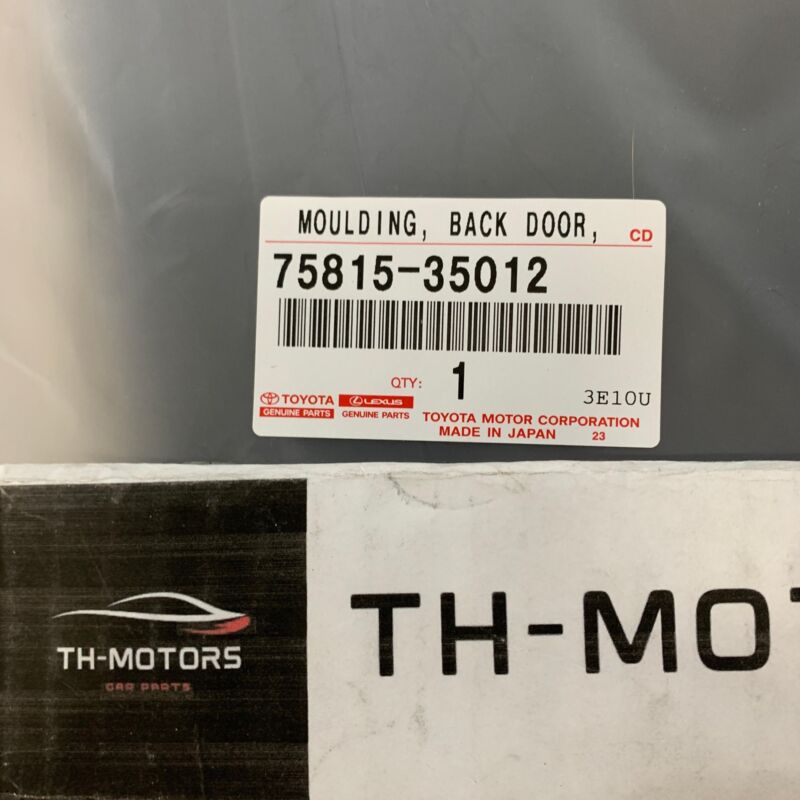 MOULDING, BACK DOOR,
CD
75815-35012
QTY: 1
3E10U
TOYOTA LEXUS
GENUINE PARTS GENUINE PARTS
TOYOTA MOTOR CORPORATION
MADE IN JAPAN 23
TH-MOT
TH-MOTORS
CAR PARTS